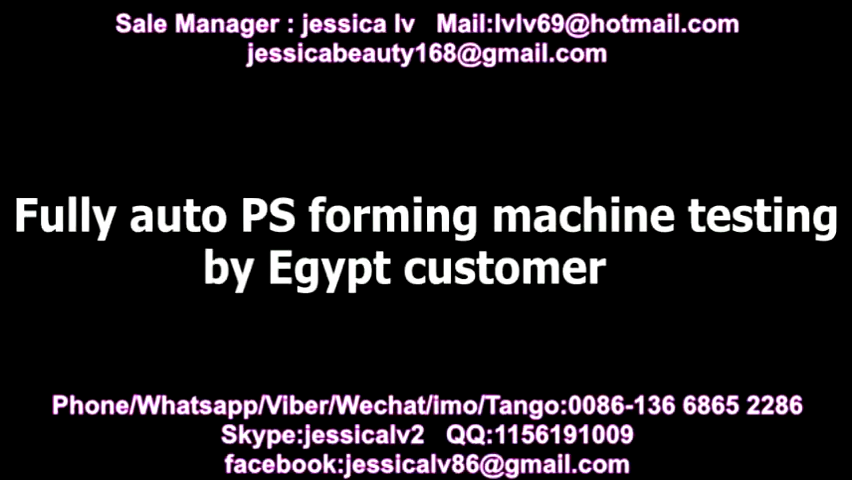 Sale Manager : jessica lv Mail:lvlv69@hotmail.com
jessicabeauty168@gmail.com
Fully auto PS forming machine testing
by Egypt customer
Phone/Whatsapp/Viber/Wechat/imo/Tango:0086-136 6865 2286
Skype:jessicalv2 QQ:1156191009
facebook:jessicalv86@gmail.com